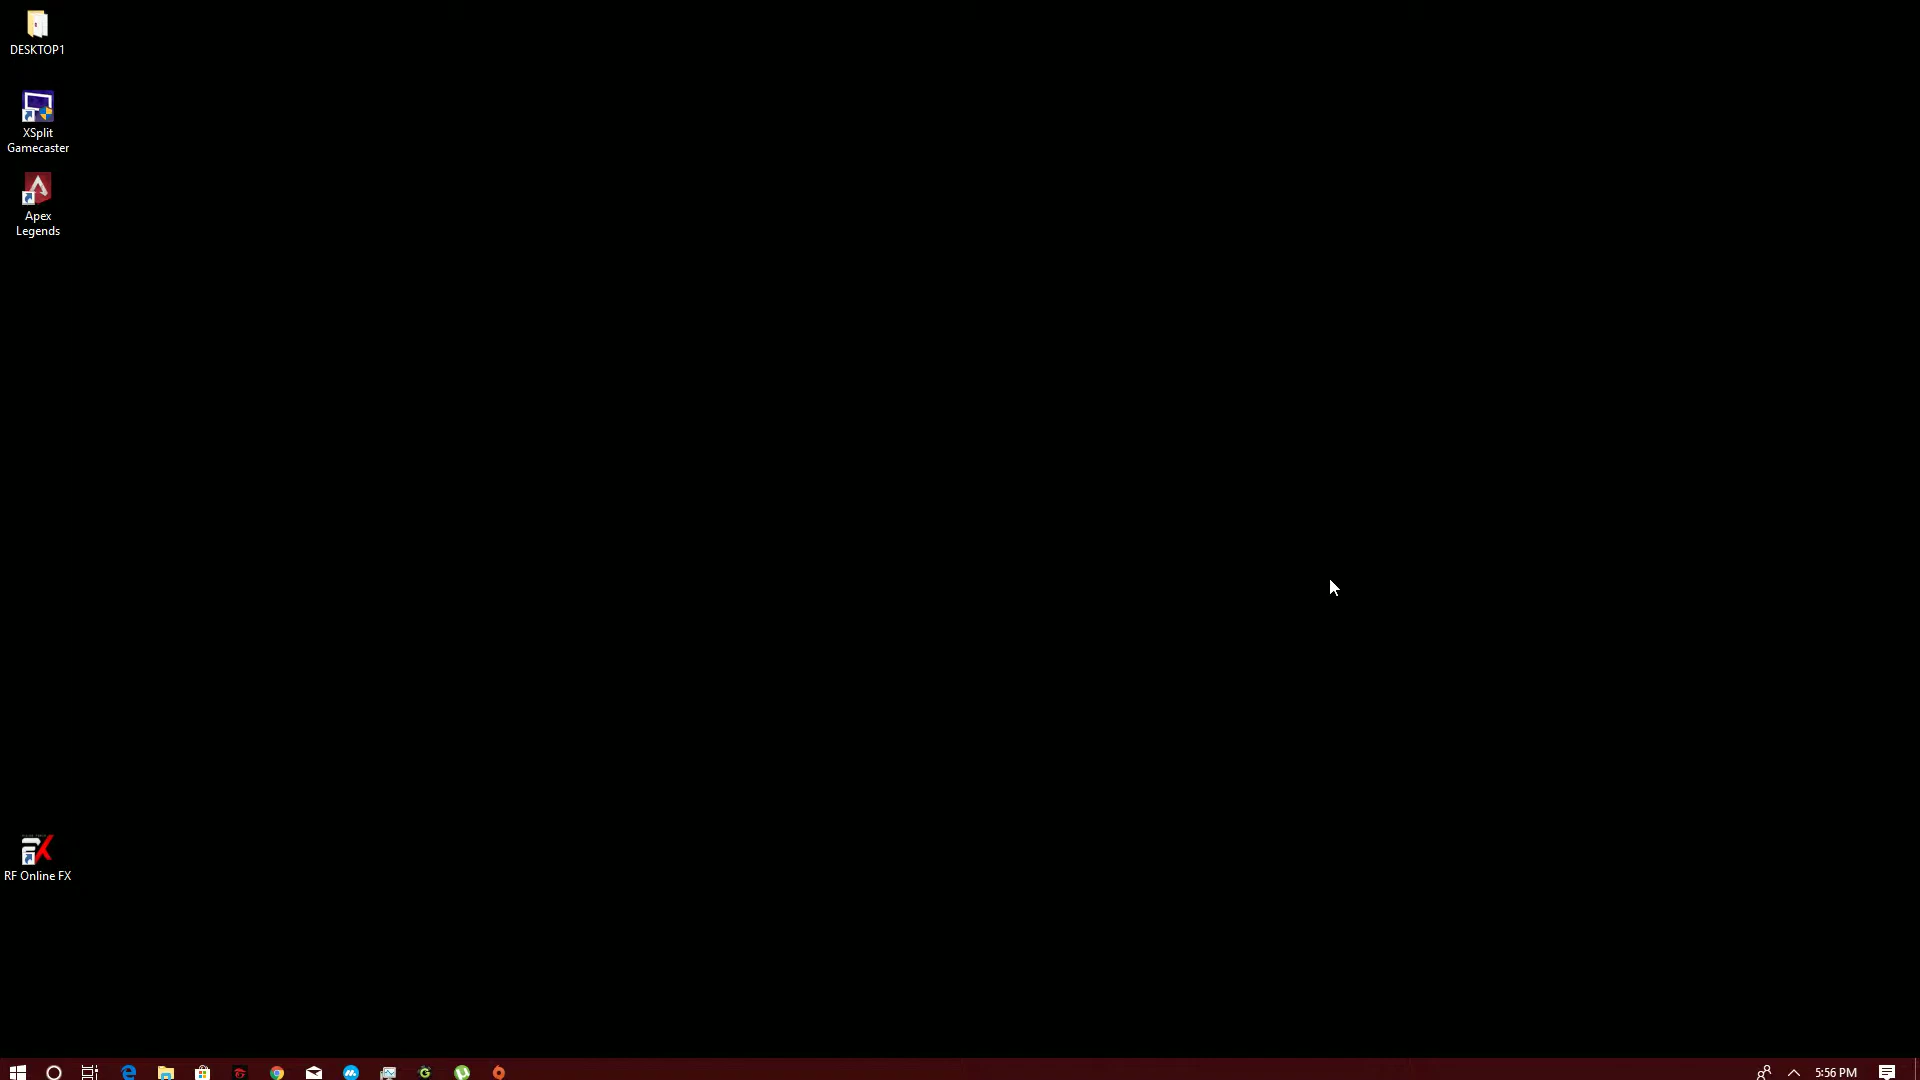 DESKTOP1
XSplit
Gamecaster
Apex
Legends
RF Online FX
5:56 PM